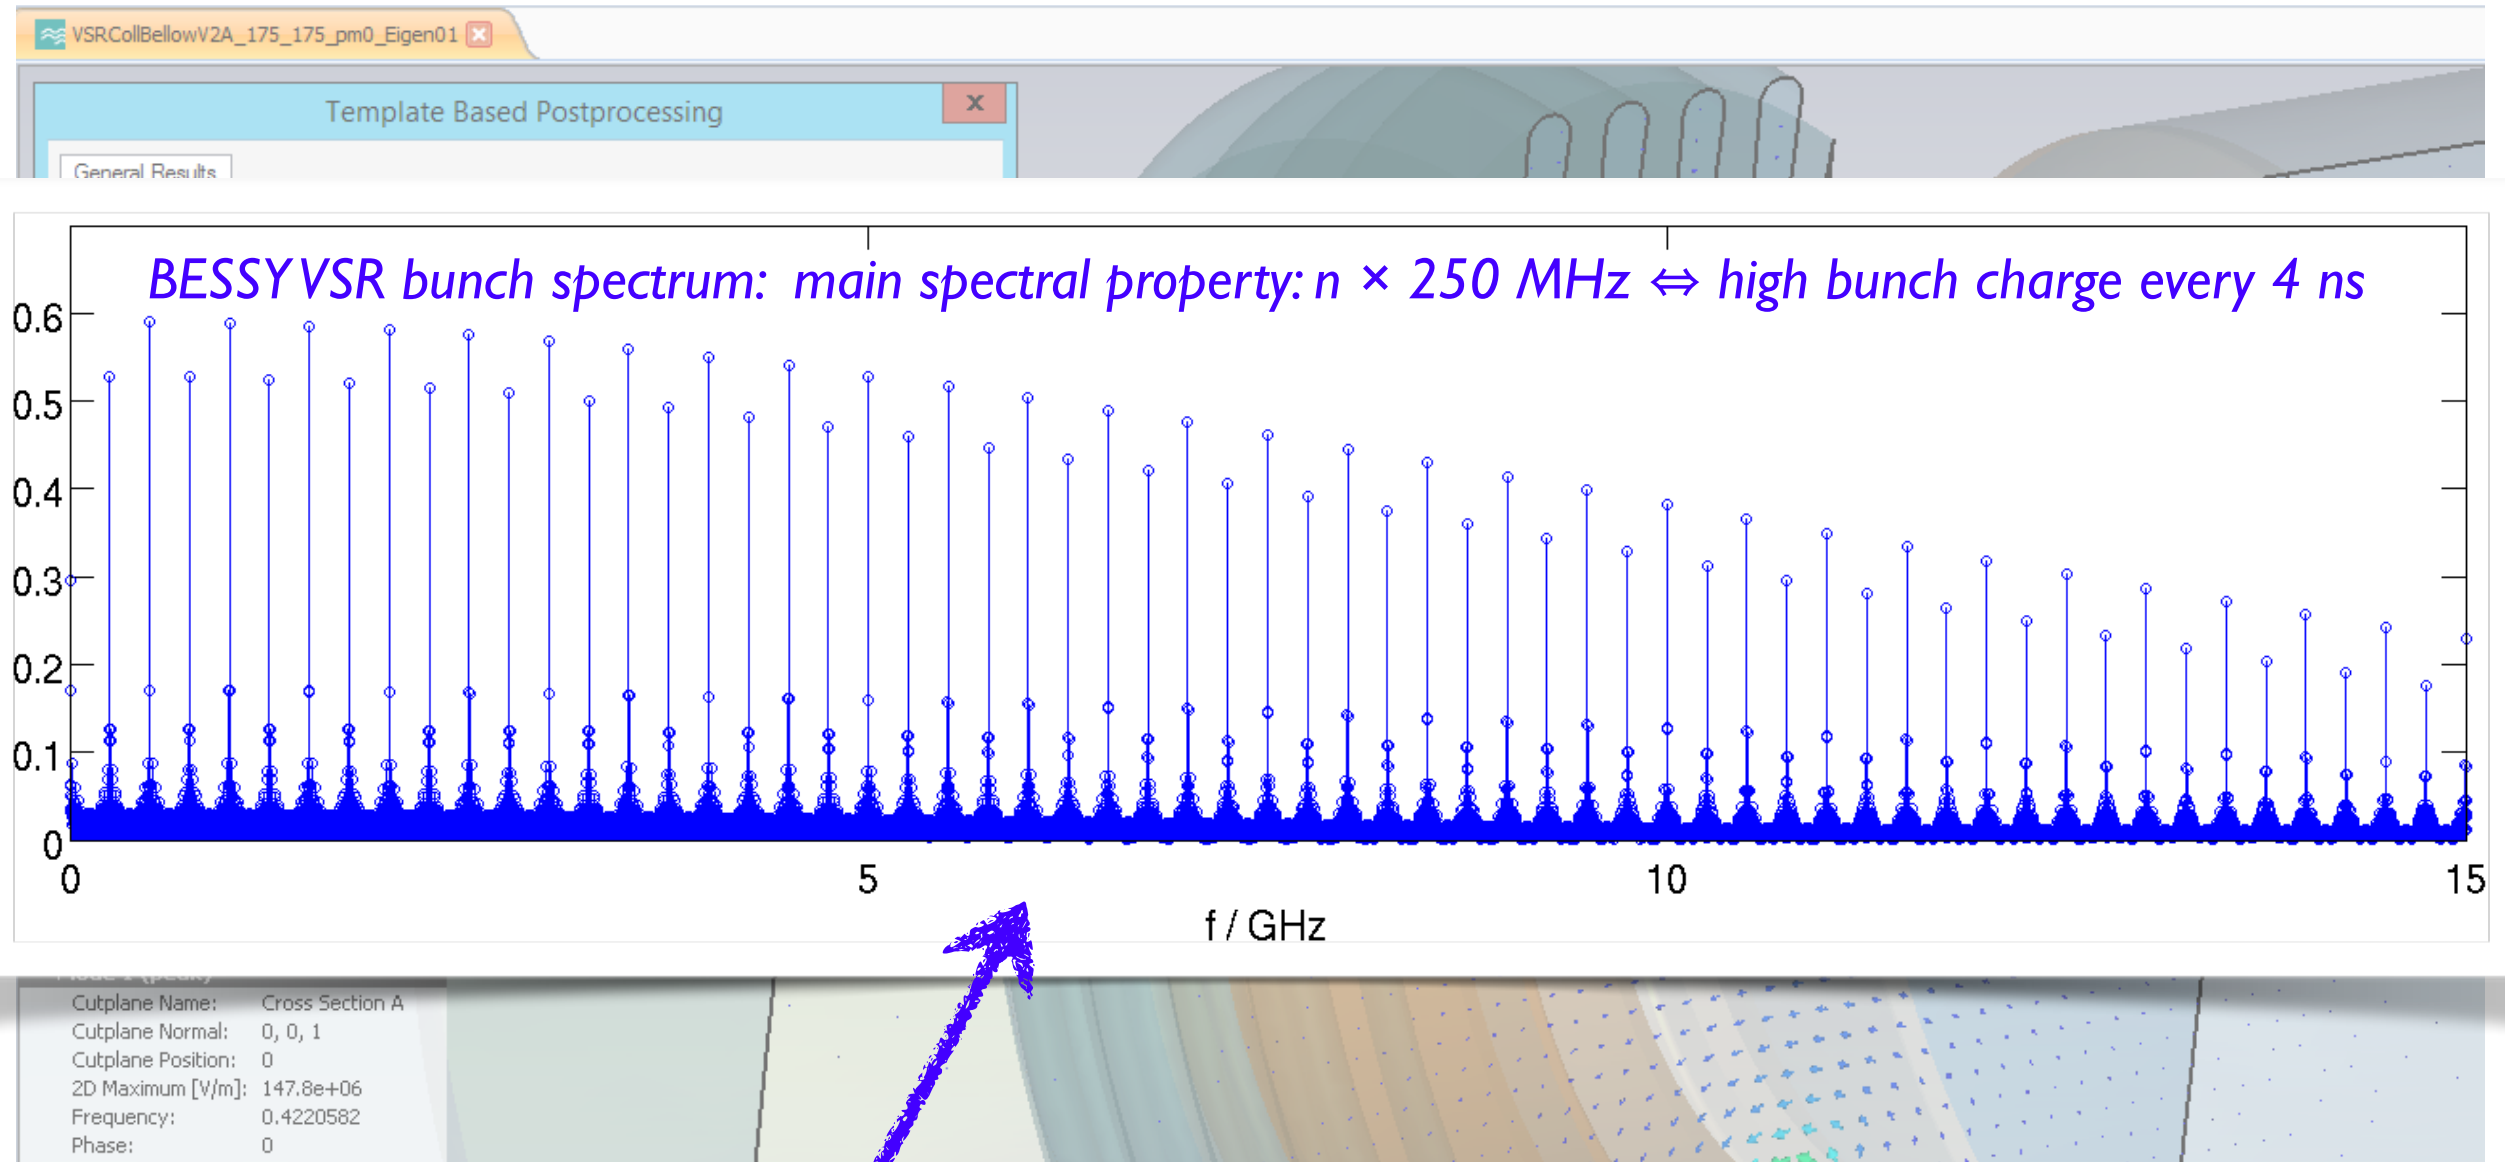 VSRCollBellowV2A_175_175_pm0_Eigen01
Template Based Postprocessing
General Results
BESSY VSR bunch spectrum: main spectral property: n × 250 MHz ⇔ high bunch charge every 4 ns
0.6
0.5
0.4
0.3
0.2
0.1
0
0 5 10 15
f / GHz
Cutplane Name: Cross Section A
Cutplane Normal: 0, 0, 1
Cutplane Position: 0
2D Maximum [V/m]: 147.8e+06
Frequency: 0.4220582
Phase: 0